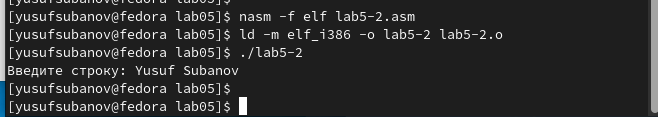 [yusufsubanov@fedora lab05]$ nasm -f elf lab5-2.asm
[yusufsubanov@fedora lab05]$ ld -m elf_i386 -o lab5-2 lab5-2.o
[yusufsubanov@fedora lab05]$ ./lab5-2
Введите строку: Yusuf Subanov
[yusufsubanov@fedora lab05]$
[yusufsubanov@fedora lab05]$